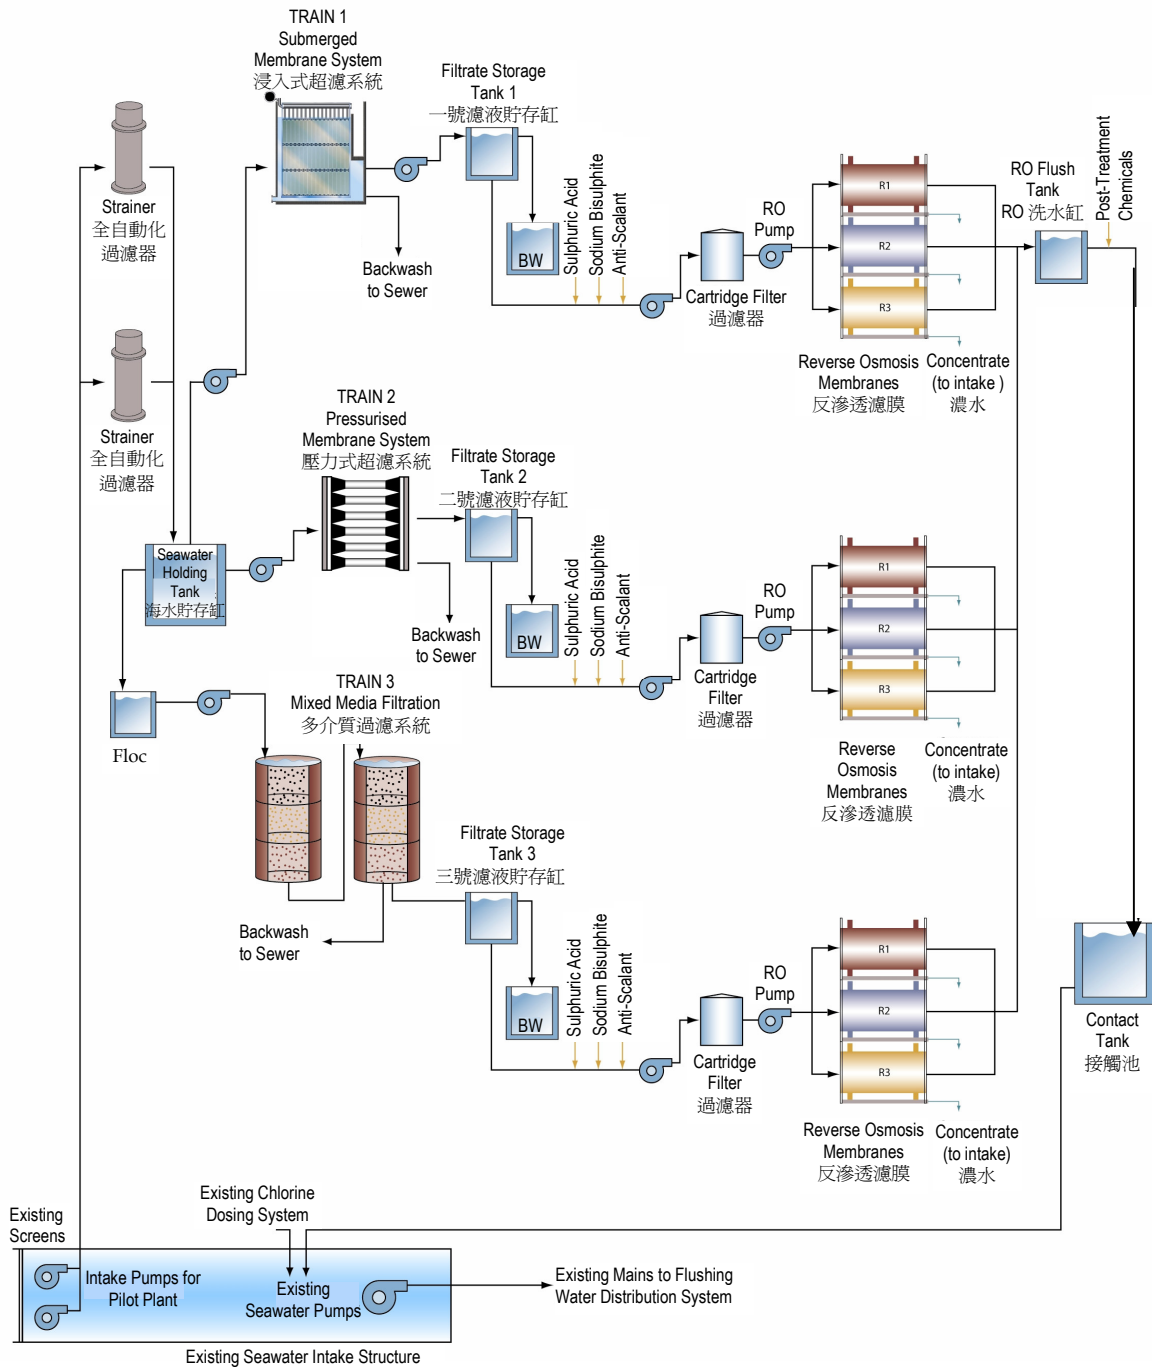 TRAIN 1
Submerged
Membrane System
浸入式超濾系統
Filtrate Storage
Tank 1
一號濾液貯存缸
Strainer
全自動化
過濾器
Backwash
to Sewer
BW
Sulphuric Acid
Sodium Bisulphite
Anti-Scalant
Cartridge Filter
過濾器
RO
Pump
R1
R2
R3
Reverse Osmosis
Membranes
反滲透濾膜
Concentrate
(to intake )
濃水
RO Flush
Tank
RO 洗水缸
Post-Treatment
Chemicals
Strainer
全自動化
過濾器
TRAIN 2
Pressurised
Membrane System
壓力式超濾系統
Filtrate Storage
Tank 2
二號濾液貯存缸
Seawater
Holding
Tank
海水貯存缸
Backwash
to Sewer
BW
Sulphuric Acid
Sodium Bisulphite
Anti-Scalant
Cartridge
Filter
過濾器
RO
Pump
R1
R2
R3
Reverse
Osmosis
Membranes
反滲透濾膜
Concentrate
(to intake)
濃水
Floc
TRAIN 3
Mixed Media Filtration
多介質過濾系統
Filtrate Storage
Tank 3
三號濾液貯存缸
Backwash
to Sewer
BW
Sulphuric Acid
Sodium Bisulphite
Anti-Scalant
Cartridge
Filter
過濾器
RO
Pump
R1
R2
R3
Reverse Osmosis
Membranes
反滲透濾膜
Concentrate
(to intake)
濃水
Contact
Tank
接觸池
Existing
Screens
Existing Chlorine
Dosing System
Intake Pumps for
Pilot Plant
Existing
Seawater Pumps
Existing Mains to Flushing
Water Distribution System
Existing Seawater Intake Structure